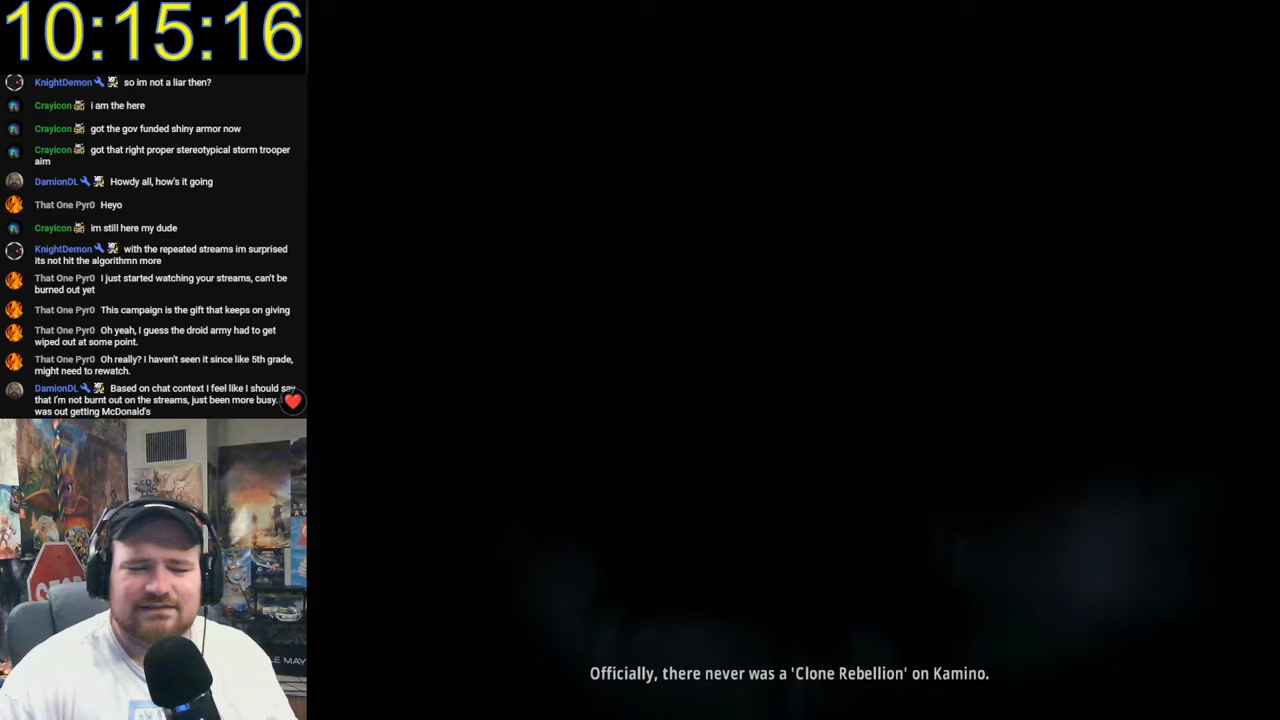 10:15:16
KnightDemon so im not a liar then?
Crayicon i am the here
Crayicon got the gov funded shiny armor now
Crayicon got that right proper stereotypical storm trooper
aim
DamionDL Howdy all, how's it going
That One Pyr0 Heyo
Crayicon im still here my dude
KnightDemon with the repeated streams im surprised
its not hit the algorithmn more
That One Pyr0 I just started watching your streams, can't be
burned out yet
That One Pyr0 This campaign is the gift that keeps on giving
That One Pyr0 Oh yeah, I guess the droid army had to get
wiped out at some point.
That One Pyr0 Oh really? I haven't seen it since like 5th grade,
might need to rewatch.
DamionDL Based on chat context I feel like I should say
that I'm not burnt out on the streams, just been more busy.
was out getting McDonald's
STOP
LE MAY
Officially, there never was a 'Clone Rebellion' on Kamino.